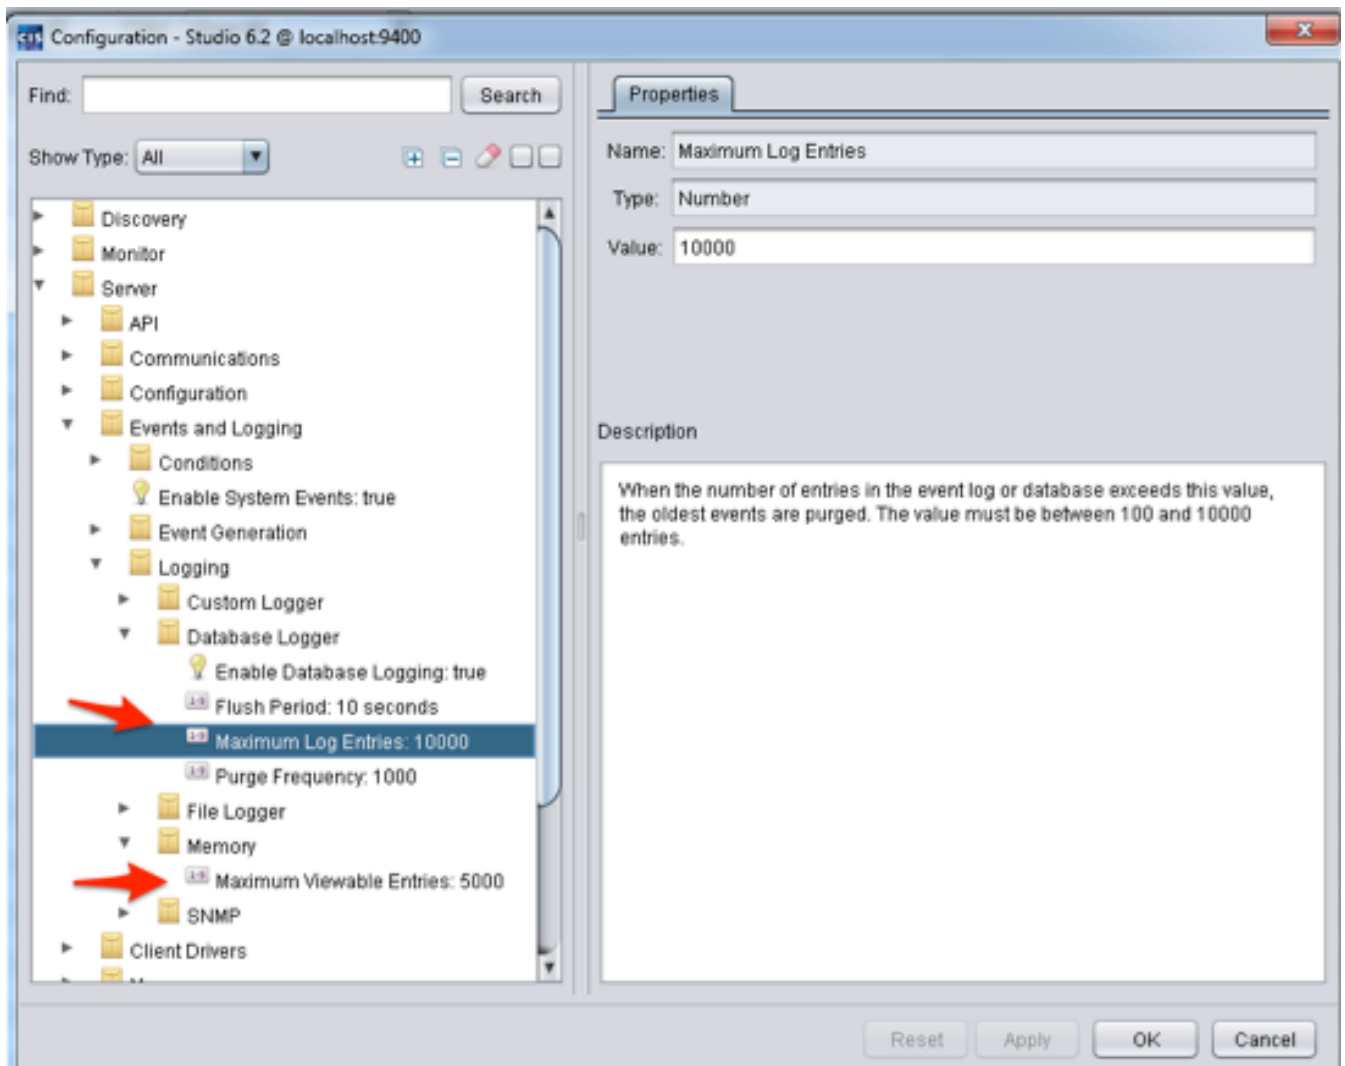 Configuration - Studio 6.2 @ localhost:9400
Find:
Search
Show Type: All
Discovery
Monitor
Server
API
Communications
Configuration
Events and Logging
Conditions
Enable System Events: true
Event Generation
Logging
Custom Logger
Database Logger
Enable Database Logging: true
Flush Period: 10 seconds
Maximum Log Entries: 10000
Purge Frequency: 1000
File Logger
Memory
Maximum Viewable Entries: 5000
SNMP
Client Drivers
Properties
Name: Maximum Log Entries
Type: Number
Value: 10000
Description
When the number of entries in the event log or database exceeds this value,
the oldest events are purged. The value must be between 100 and 10000
entries.
Reset
Apply
OK
Cancel